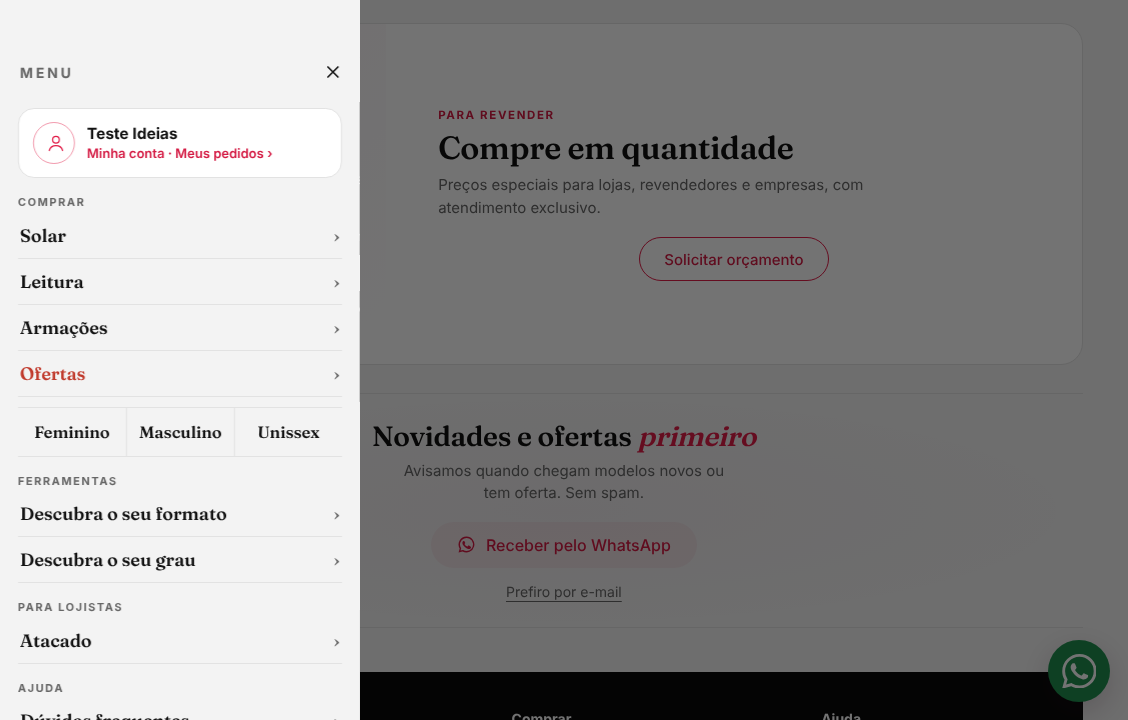 MENU
Teste Ideias
Minha conta · Meus pedidos ›
COMPRAR
Solar ›
Leitura ›
Armações ›
Ofertas ›
Feminino Masculino Unissex
FERRAMENTAS
Descubra o seu formato ›
Descubra o seu grau ›
PARA LOJISTAS
Atacado ›
AJUDA
Dúvidas frequentes
PARA REVENDER
Compre em quantidade
Preços especiais para lojas, revendedores e empresas, com
atendimento exclusivo.
Solicitar orçamento
Novidades e ofertas primeiro
Avisamos quando chegam modelos novos ou
tem oferta. Sem spam.
Receber pelo WhatsApp
Prefiro por e-mail
Comprar Ajuda